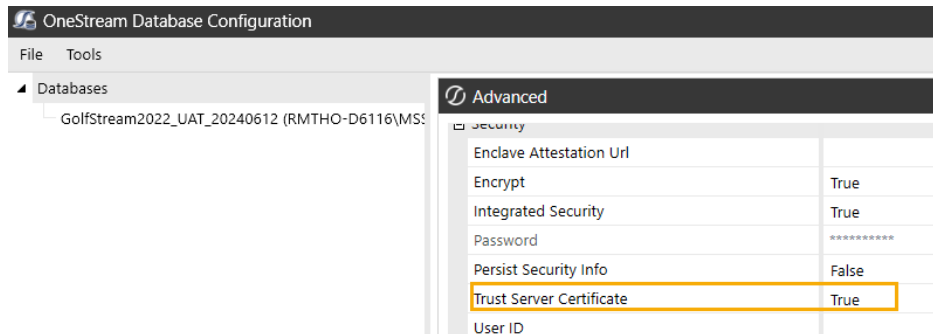 OneStream Database Configuration
File Tools
Databases
GolfStream2022_UAT_20240612 (RMTHO-D6116\MSS
Advanced
Security
Enclave Attestation Url
Encrypt True
Integrated Security True
Password **********
Persist Security Info False
Trust Server Certificate True
User ID